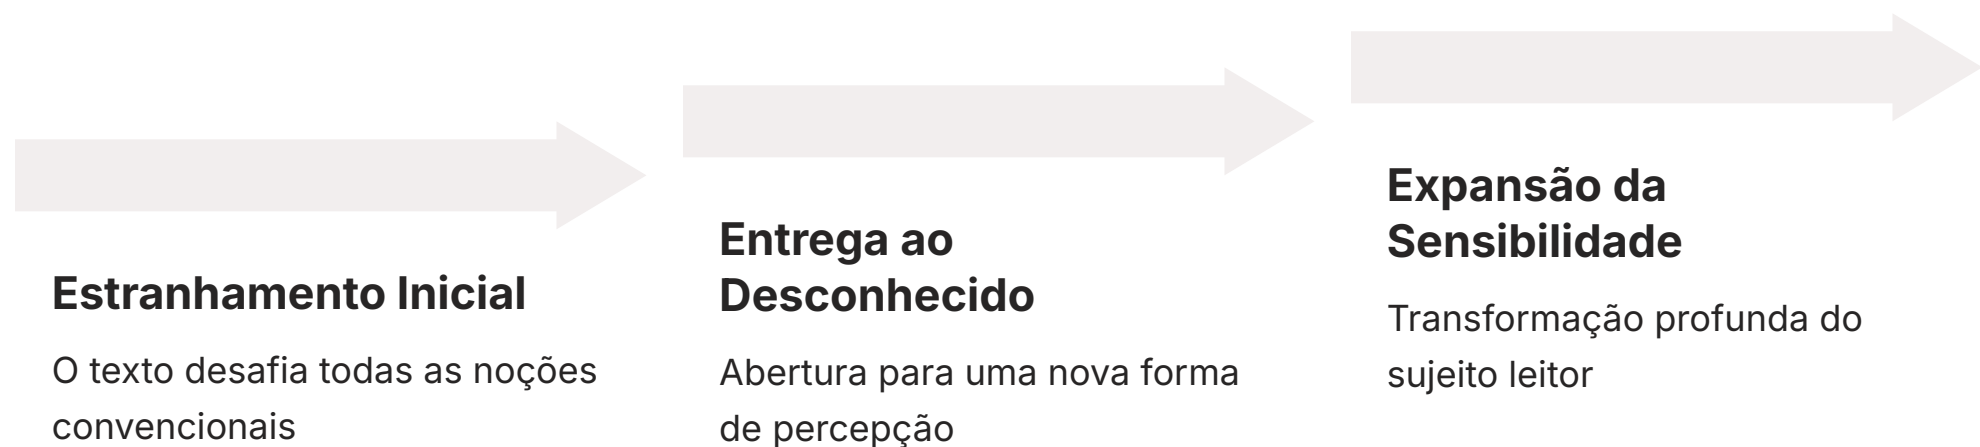 Estranhamento Inicial
O texto desafia todas as noções
convencionais
Entrega ao
Desconhecido
Abertura para uma nova forma
de percepção
Expansão da
Sensibilidade
Transformação profunda do
sujeito leitor